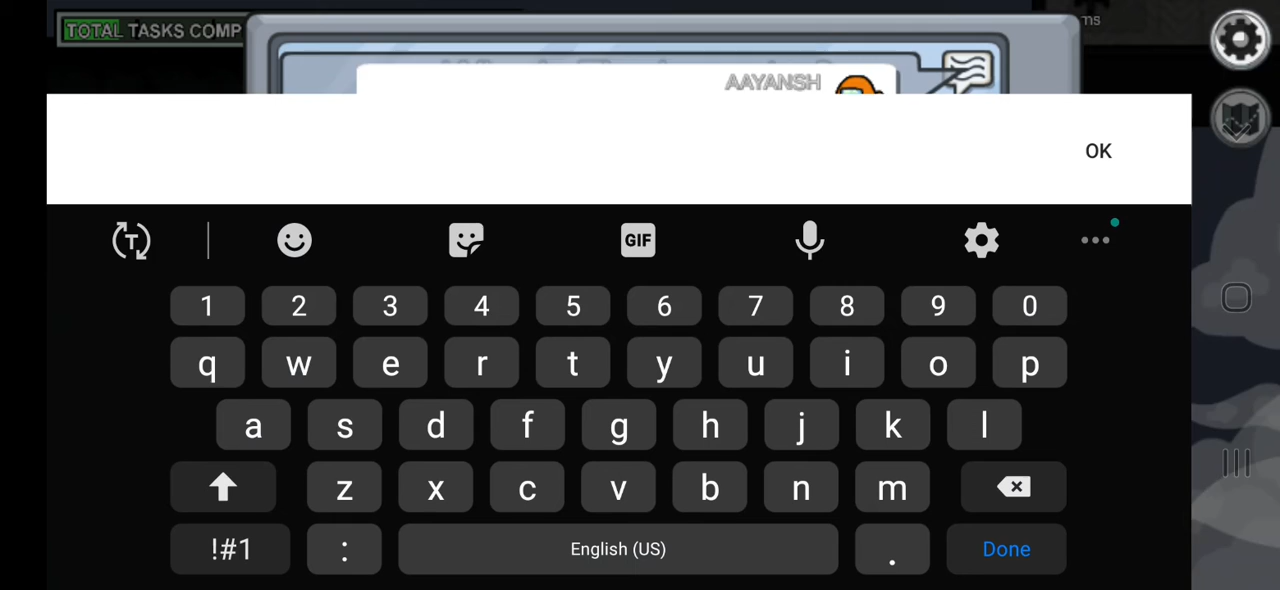 TOTAL TASKS COMP
ms
AAYANSH
OK
T
GIF
1 2 3 4 5 6 7 8 9 0
q w e r t y u i o p
a s d f g h j k l
z x c v b n m
!#1 : English (US) . Done